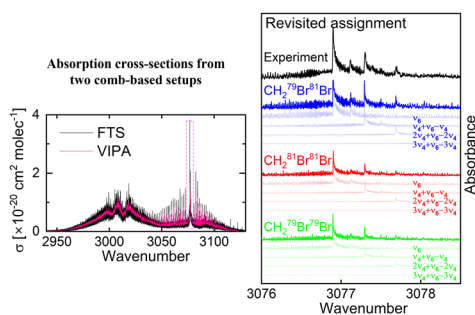 Absorption cross-sections from
two comb-based setups
4
FTS
VIPA
2
0
σ [×10⁻²⁰ cm² molec⁻¹]
2950 3000 3050 3100
Wavenumber
Revisited assignment
Experiment
CH₂⁷⁹Br⁸¹Br
ν₆
ν₄+ν₆−ν₄
2ν₄+ν₆−2ν₄
3ν₄+ν₆−3ν₄
CH₂⁸¹Br⁸¹Br
ν₆
ν₄+ν₆−ν₄
2ν₄+ν₆−2ν₄
3ν₄+ν₆−3ν₄
CH₂⁷⁹Br⁷⁹Br
ν₆
ν₄+ν₆−ν₄
2ν₄+ν₆−2ν₄
3ν₄+ν₆−3ν₄
Absorbance
3076 3077 3078
Wavenumber